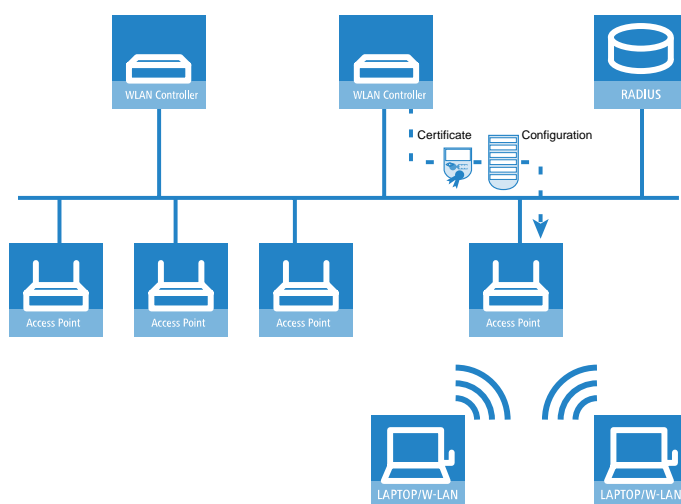 WLAN Controller
WLAN Controller
RADIUS
Certificate
Configuration
Access Point
Access Point
Access Point
Access Point
LAPTOP/W-LAN
LAPTOP/W-LAN